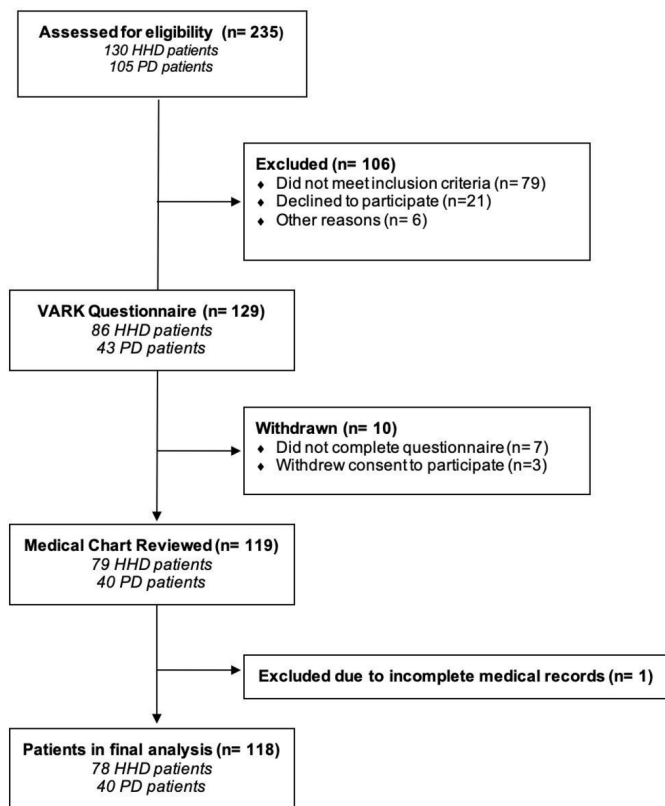 Assessed for eligibility (n= 235)
130 HHD patients
105 PD patients
Excluded (n= 106)
♦ Did not meet inclusion criteria (n= 79)
♦ Declined to participate (n=21)
♦ Other reasons (n= 6)
VARK Questionnaire (n= 129)
86 HHD patients
43 PD patients
Withdrawn (n= 10)
♦ Did not complete questionnaire (n= 7)
♦ Withdrew consent to participate (n=3)
Medical Chart Reviewed (n= 119)
79 HHD patients
40 PD patients
Excluded due to incomplete medical records (n= 1)
Patients in final analysis (n= 118)
78 HHD patients
40 PD patients